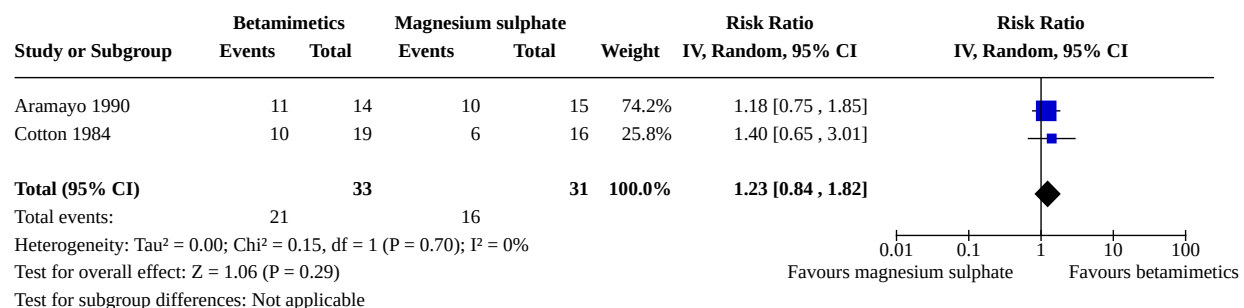 Betamimetics Magnesium sulphate Risk Ratio Risk Ratio
Study or Subgroup Events Total Events Total Weight IV, Random, 95% CI IV, Random, 95% CI
Aramayo 1990 11 14 10 15 74.2% 1.18 [0.75 , 1.85]
Cotton 1984 10 19 6 16 25.8% 1.40 [0.65 , 3.01]
Total (95% CI) 33 31 100.0% 1.23 [0.84 , 1.82]
Total events: 21 16
Heterogeneity: Tau² = 0.00; Chi² = 0.15, df = 1 (P = 0.70); I² = 0%
0.01 0.1 1 10 100
Test for overall effect: Z = 1.06 (P = 0.29)
Favours magnesium sulphate Favours betamimetics
Test for subgroup differences: Not applicable